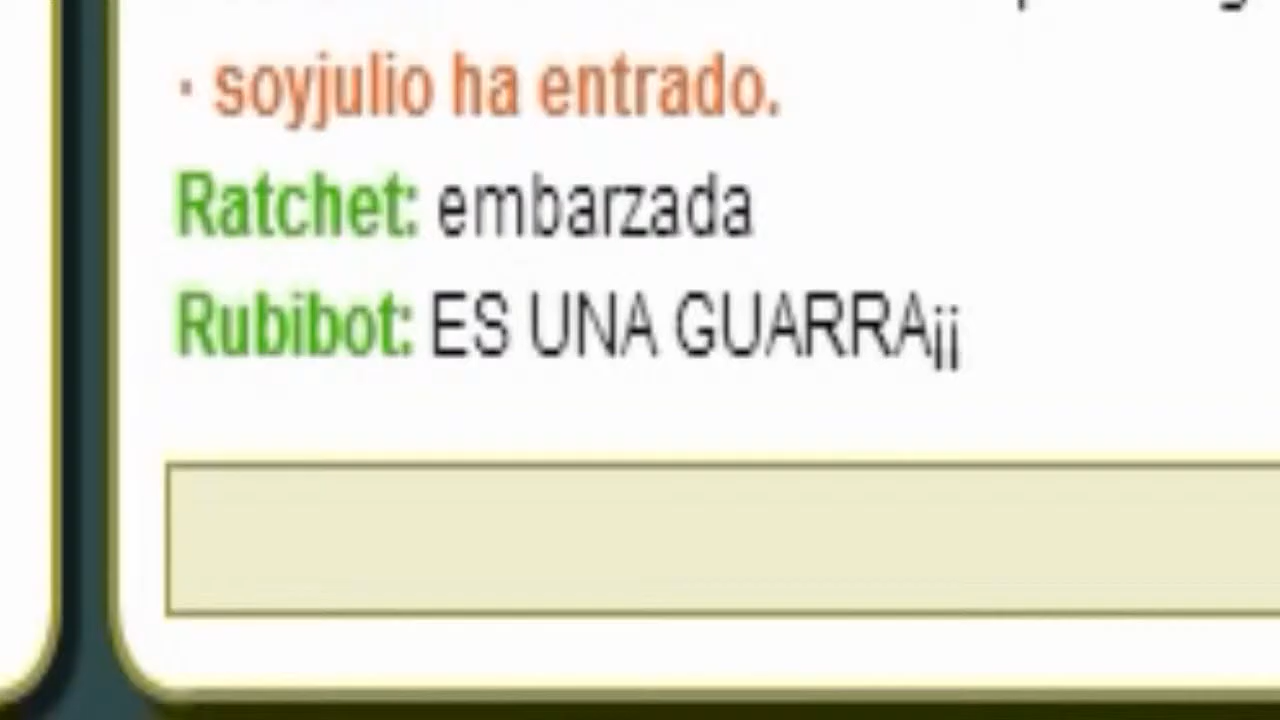 · soyjulio ha entrado.
Ratchet: embarzada
Rubibot: ES UNA GUARRA¡¡